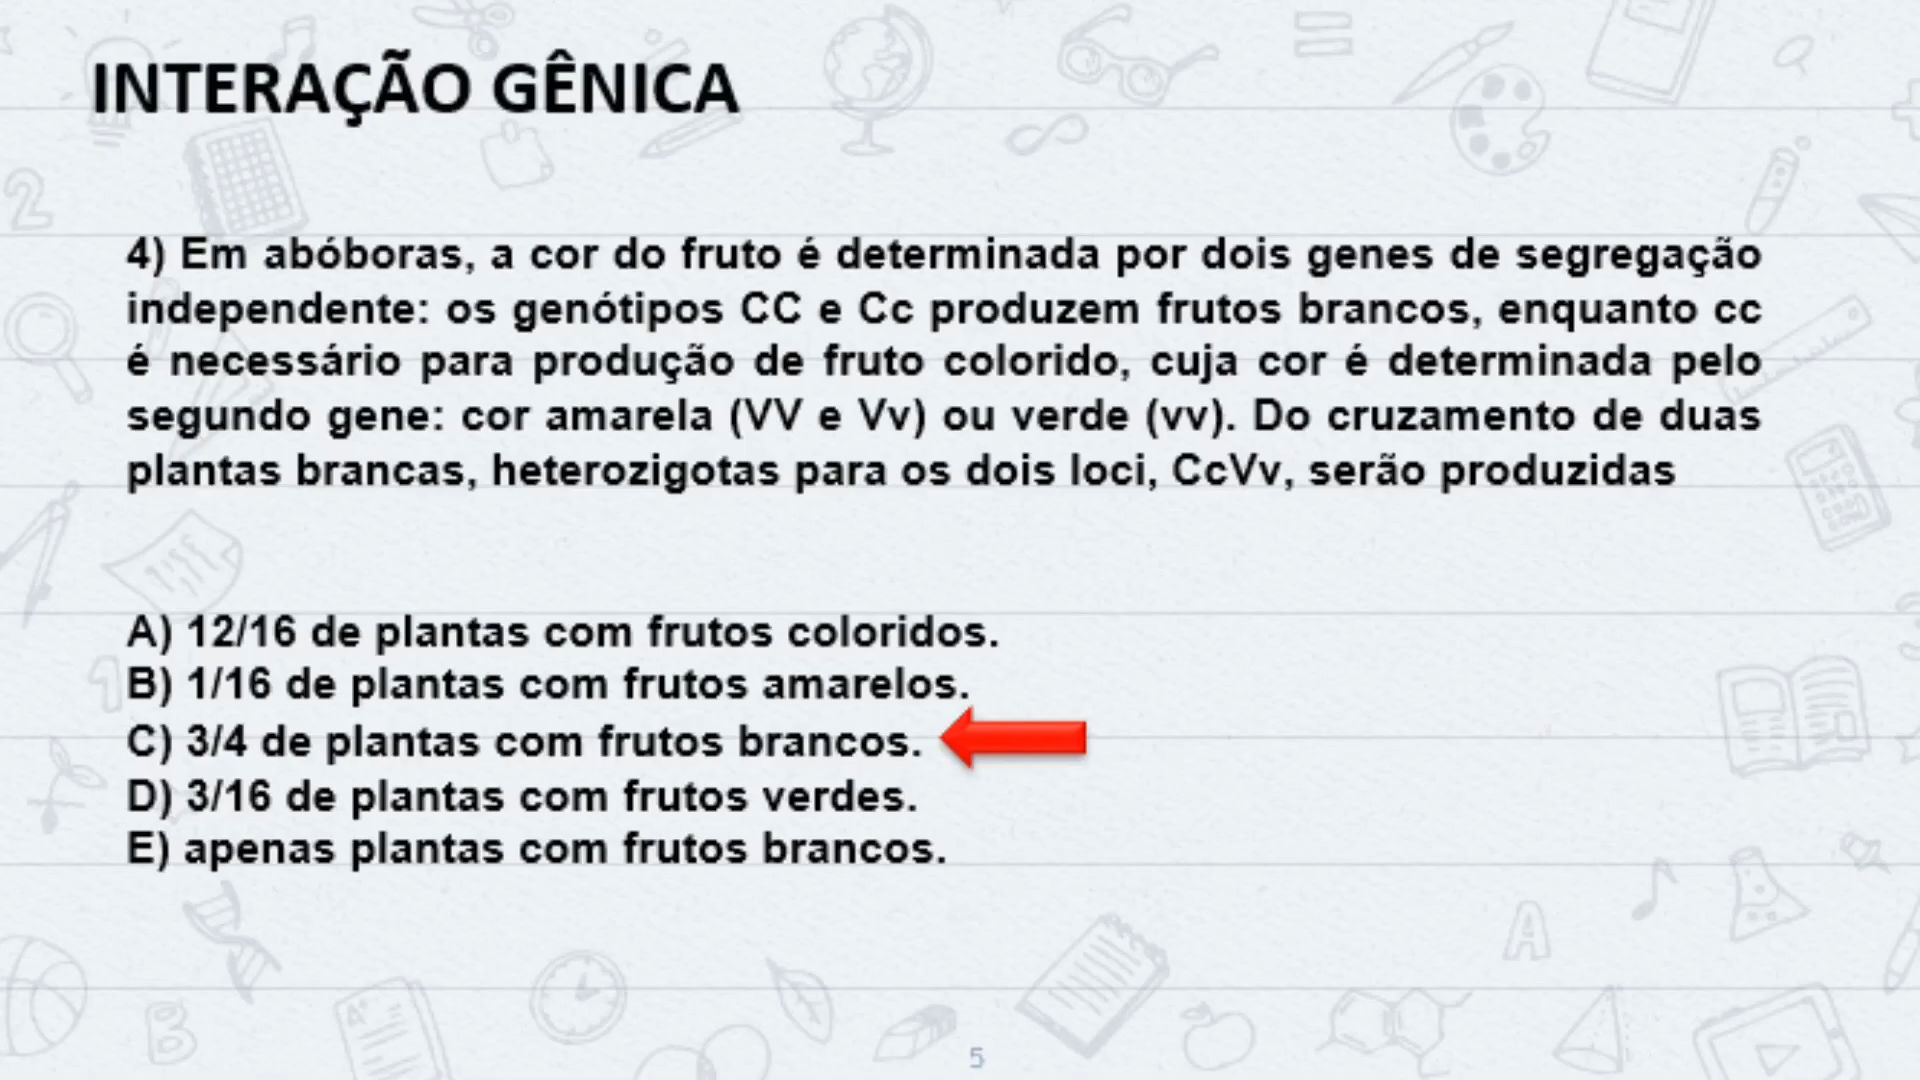 INTERAÇÃO GÊNICA
4) Em abóboras, a cor do fruto é determinada por dois genes de segregação
independente: os genótipos CC e Cc produzem frutos brancos, enquanto cc
é necessário para produção de fruto colorido, cuja cor é determinada pelo
segundo gene: cor amarela (VV e Vv) ou verde (vv). Do cruzamento de duas
plantas brancas, heterozigotas para os dois loci, CcVv, serão produzidas
A) 12/16 de plantas com frutos coloridos.
B) 1/16 de plantas com frutos amarelos.
C) 3/4 de plantas com frutos brancos.
D) 3/16 de plantas com frutos verdes.
E) apenas plantas com frutos brancos.
5